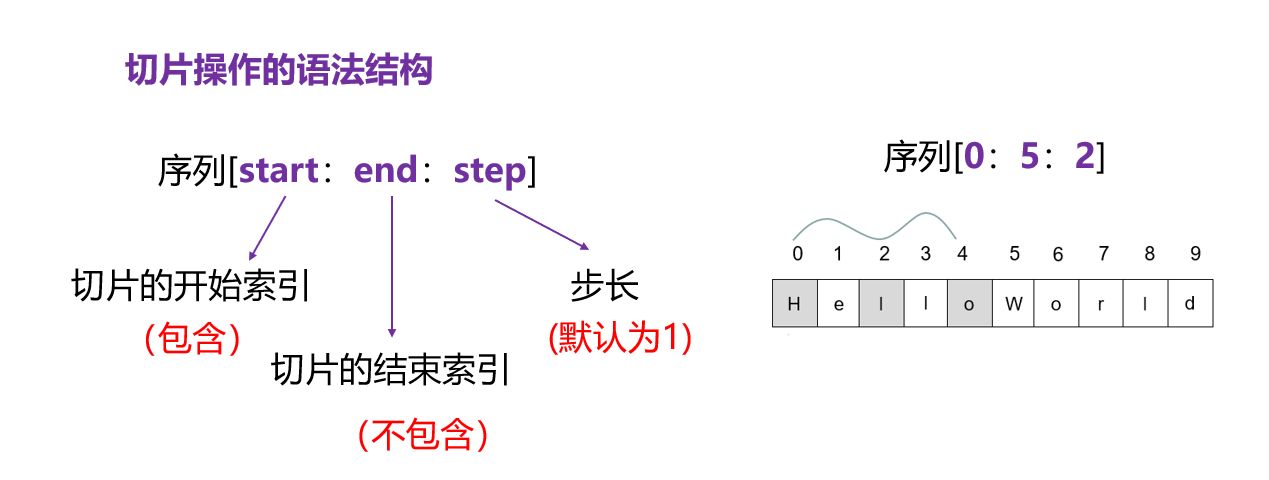 切片操作的语法结构
序列[start：end：step]
切片的开始索引
（包含）
切片的结束索引
（不包含）
步长
(默认为1)
序列[0：5：2]
0 1 2 3 4 5 6 7 8 9
H e l l o W o r l d